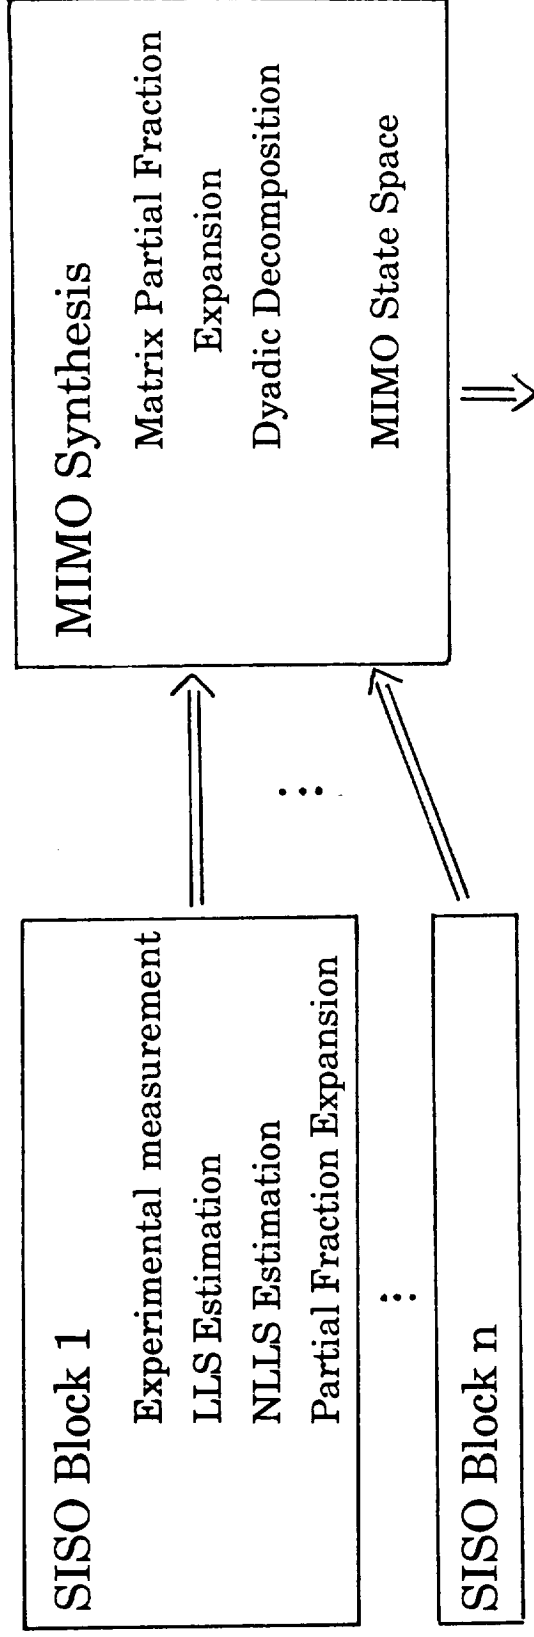 SISO Block 1
Experimental measurement
LLS Estimation
NLLS Estimation
Partial Fraction Expansion
SISO Block n
MIMO Synthesis
Matrix Partial Fraction
Expansion
Dyadic Decomposition
MIMO State Space